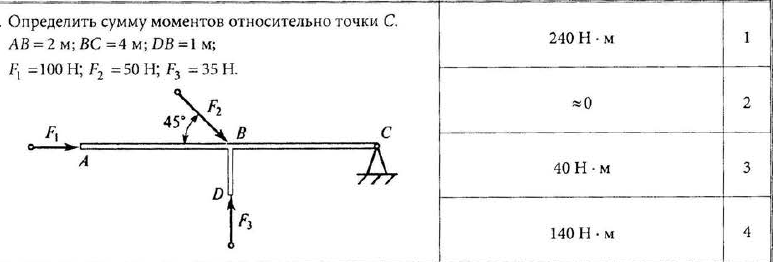 . Определить сумму моментов относительно точки C.
AB = 2 м; BC = 4 м; DB = 1 м;
F₁ = 100 Н; F₂ = 50 Н; F₃ = 35 Н.
F₂
45°
F₁
B
C
A
D
F₃
240 Н · м 1
≈0 2
40 Н · м 3
140 Н · м 4